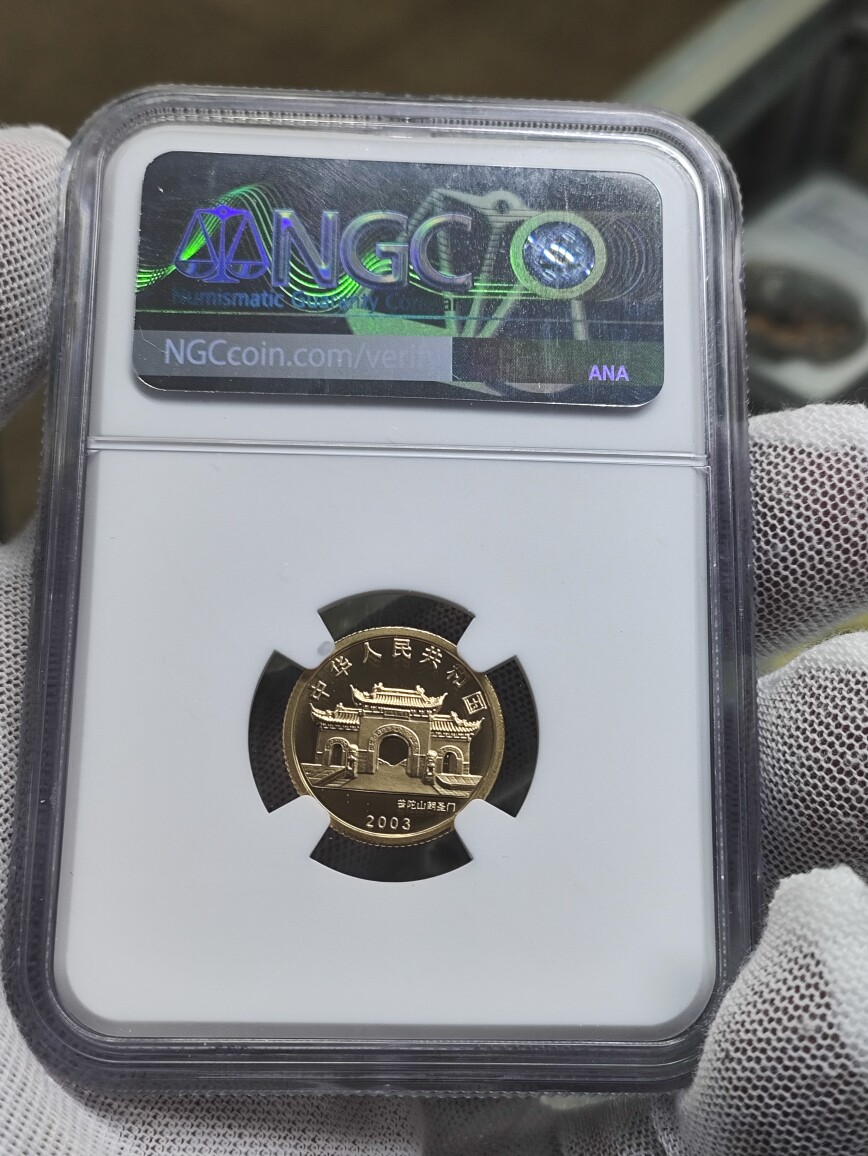 NGC
Numismatic Guaranty
NGCcoin.com/verify
ANA
中华人民共和国
普陀山朝圣门
2003